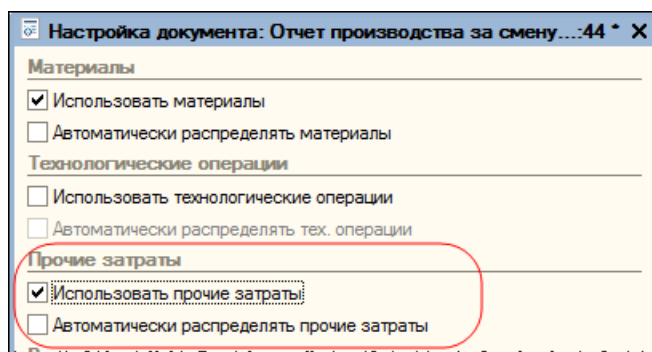 Настройка документа: Отчет производства за смену...:44 *
Материалы
Использовать материалы
Автоматически распределять материалы
Технологические операции
Использовать технологические операции
Автоматически распределять тех. операции
Прочие затраты
Использовать прочие затраты
Автоматически распределять прочие затраты